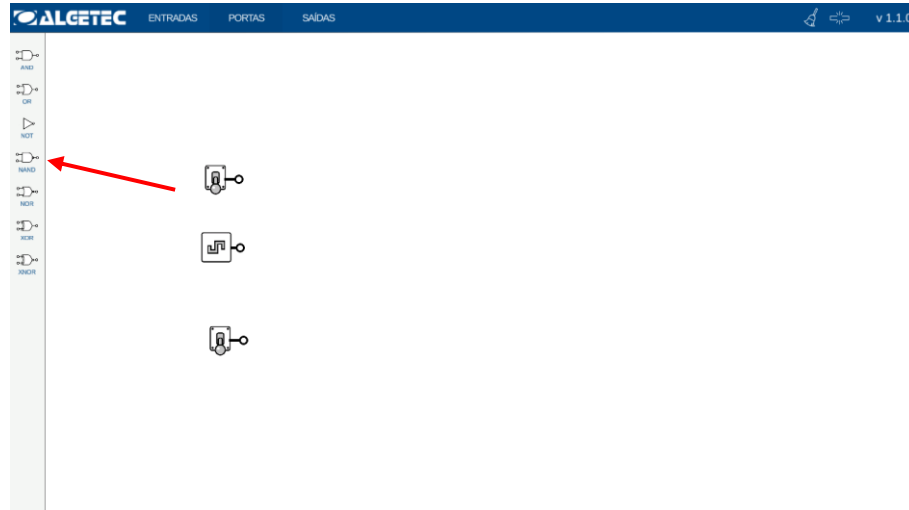 ALGETEC ENTRADAS PORTAS SAÍDAS v 1.1.0
AND
OR
NOT
NAND
NOR
XOR
XNOR